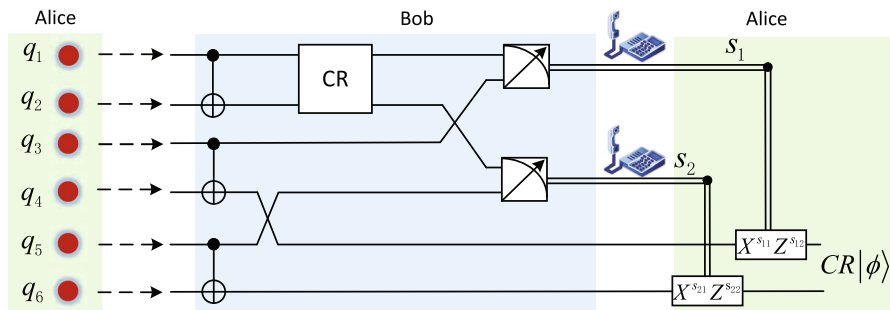 Alice Bob Alice
q₁ CR s₁
q₂
q₃ s₂
q₄
q₅ X^{s₁₁} Z^{s₁₂}
CR|φ⟩
q₆ X^{s₂₁} Z^{s₂₂}